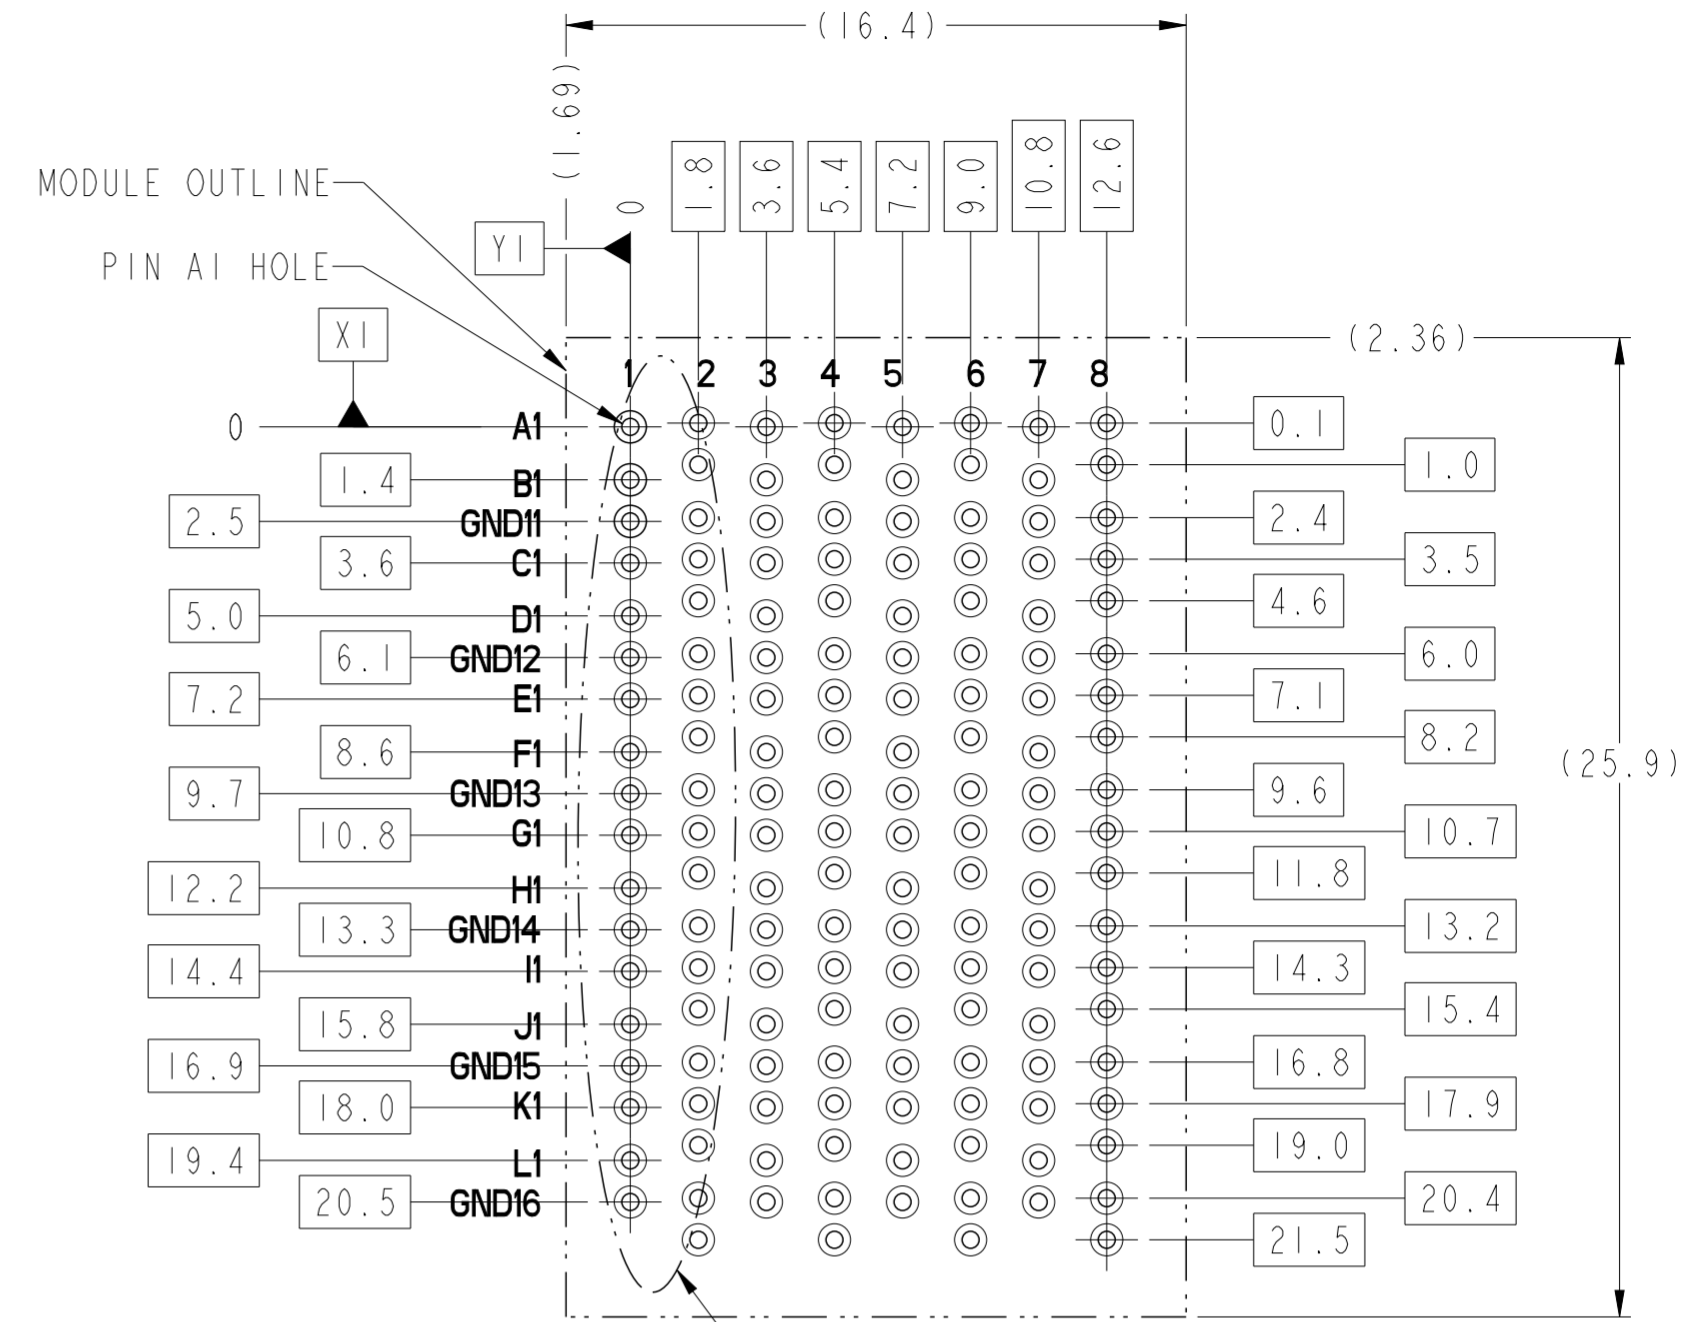 (16.4)
(1.69)
MODULE OUTLINE
PIN A1 HOLE
Y1
0
1.8
3.6
5.4
7.2
9.0
10.8
12.6
X1
(2.36)
1 2 3 4 5 6 7 8
0 A1 0.1
1.0
1.4 B1
2.5 GND11 2.4
3.6 C1 3.5
4.6
5.0 D1
6.1 GND12 6.0
7.2 E1 7.1
8.2
8.6 F1
(25.9)
9.7 GND13 9.6
10.8 G1 10.7
11.8
12.2 H1
13.3 GND14 13.2
14.4 I1 14.3
15.4
15.8 J1
16.9 GND15 16.8
18.0 K1 17.9
19.0
19.4 L1
20.5 GND16 20.4
21.5